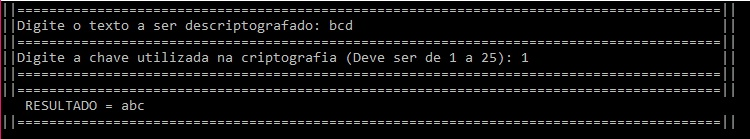 ||======================================================================================||
||Digite o texto a ser descriptografado: bcd
||======================================================================================||
||Digite a chave utilizada na criptografia (Deve ser de 1 a 25): 1                      ||
||======================================================================================||
||======================================================================================||
   RESULTADO = abc
||======================================================================================||